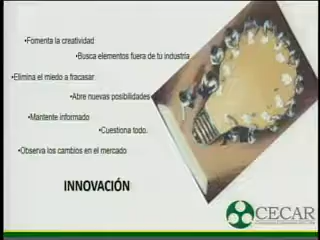 •Fomenta la creatividad
•Busca elementos fuera de tu industria
•Elimina el miedo a fracasar
•Abre nuevas posibilidades
•Mantente informado
•Cuestiona todo.
•Observa los cambios en el mercado
INNOVACIÓN
CECAR